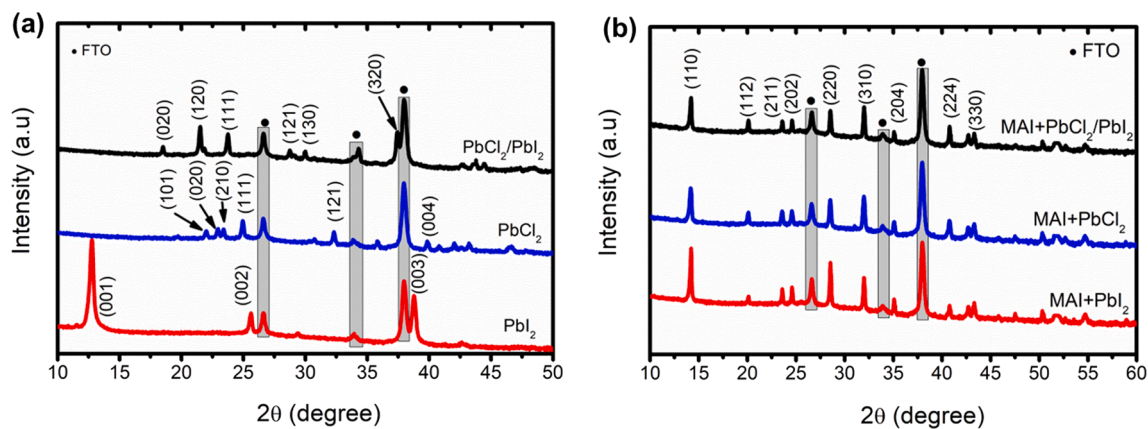 (a)
• FTO
(020)
(120)
(111)
(121)
(130)
(320)
PbCl₂/PbI₂
(101)
(020)
(210)
(111)
(121)
(004)
PbCl₂
(001)
(002)
(003)
PbI₂
Intensity (a.u)
10 15 20 25 30 35 40 45 50
2θ (degree)
(b)
• FTO
(110)
(112)
(211)
(202)
(220)
(310)
(204)
(224)
(330)
MAI+PbCl₂/PbI₂
MAI+PbCl₂
MAI+PbI₂
Intensity (a.u)
10 15 20 25 30 35 40 45 50 55 60
2θ (degree)